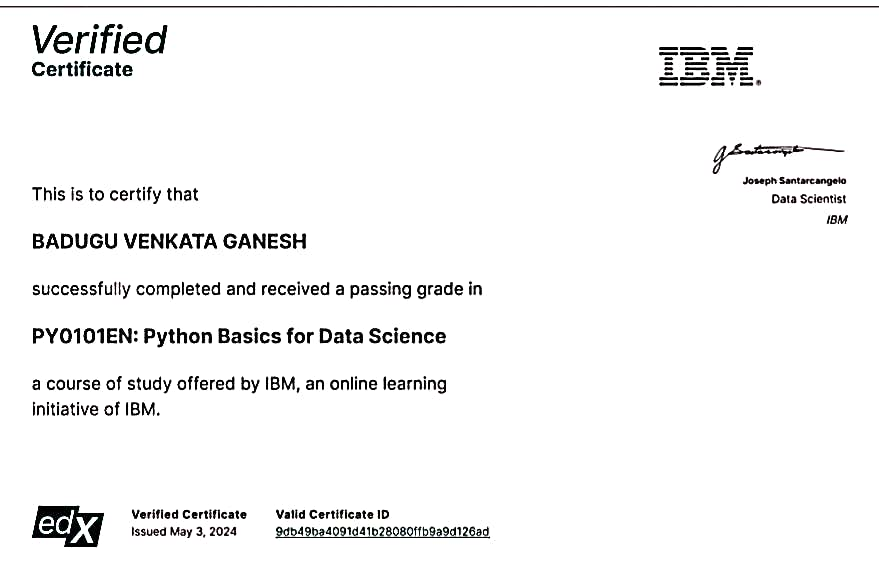 Verified
Certificate
IBM®
Joseph Santarcangelo
Data Scientist
IBM
This is to certify that
BADUGU VENKATA GANESH
successfully completed and received a passing grade in
PY0101EN: Python Basics for Data Science
a course of study offered by IBM, an online learning
initiative of IBM.
edX
Verified Certificate
Issued May 3, 2024
Valid Certificate ID
9db49ba4091d41b28080ffb9a9d126ad